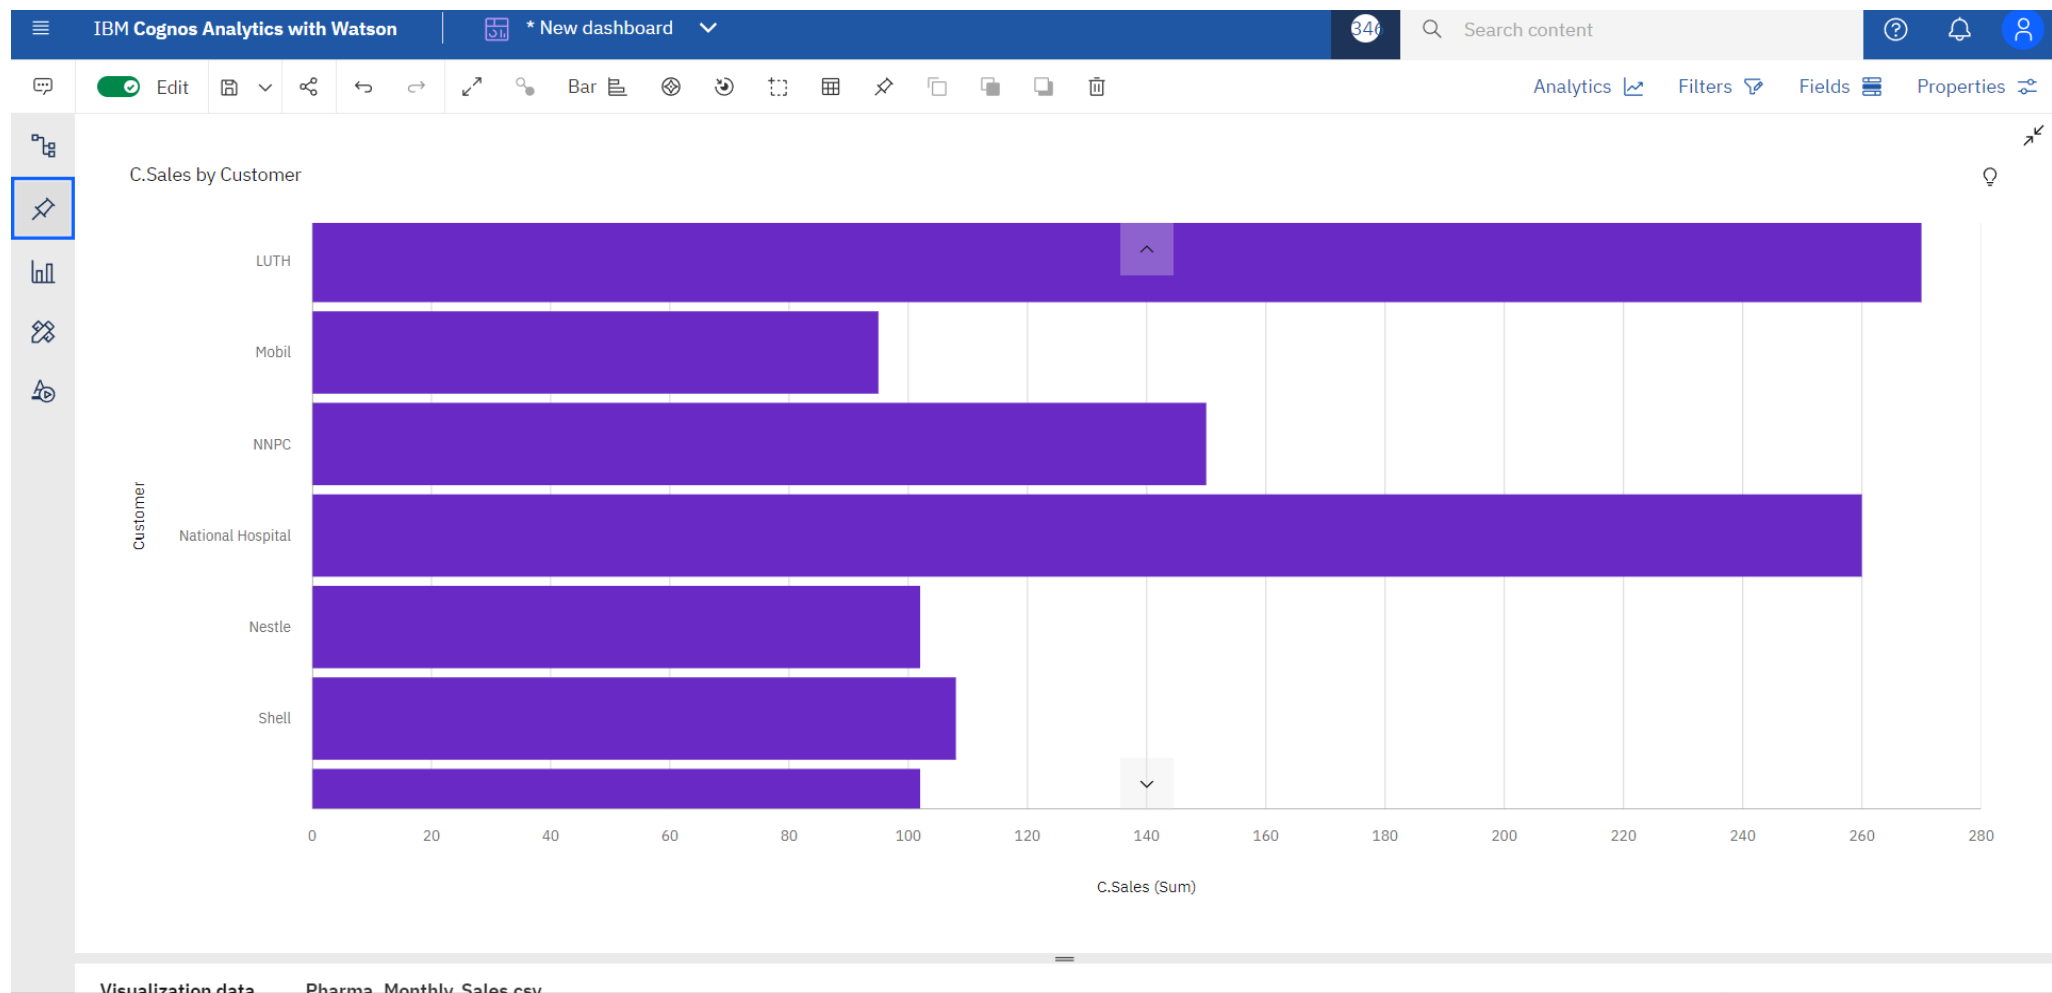 IBM Cognos Analytics with Watson
* New dashboard
346
Search content
Edit
Bar
Analytics
Filters
Fields
Properties
C.Sales by Customer
Customer
LUTH
Mobil
NNPC
National Hospital
Nestle
Shell
0 20 40 60 80 100 120 140 160 180 200 220 240 260 280
C.Sales (Sum)
Visualization data
Pharma_Monthly_Sales.csv